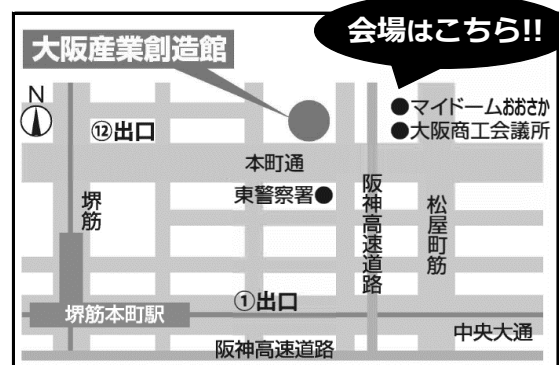 会場はこちら!!
大阪産業創造館
N
●マイドームおおさか
⑫出口
●大阪商工会議所
本町通
東警察署●
堺筋
阪神高速道路
松屋町筋
①出口
堺筋本町駅
中央大通
阪神高速道路